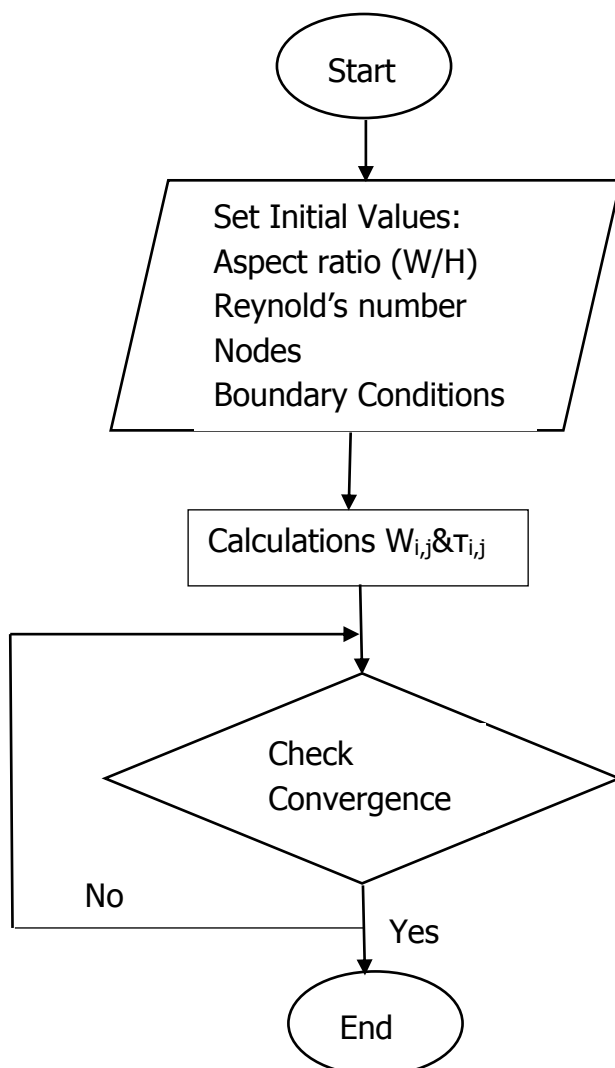 Start
Set Initial Values:
Aspect ratio (W/H)
Reynold’s number
Nodes
Boundary Conditions
Calculations Wi,j&τi,j
Check
Convergence
No
Yes
End